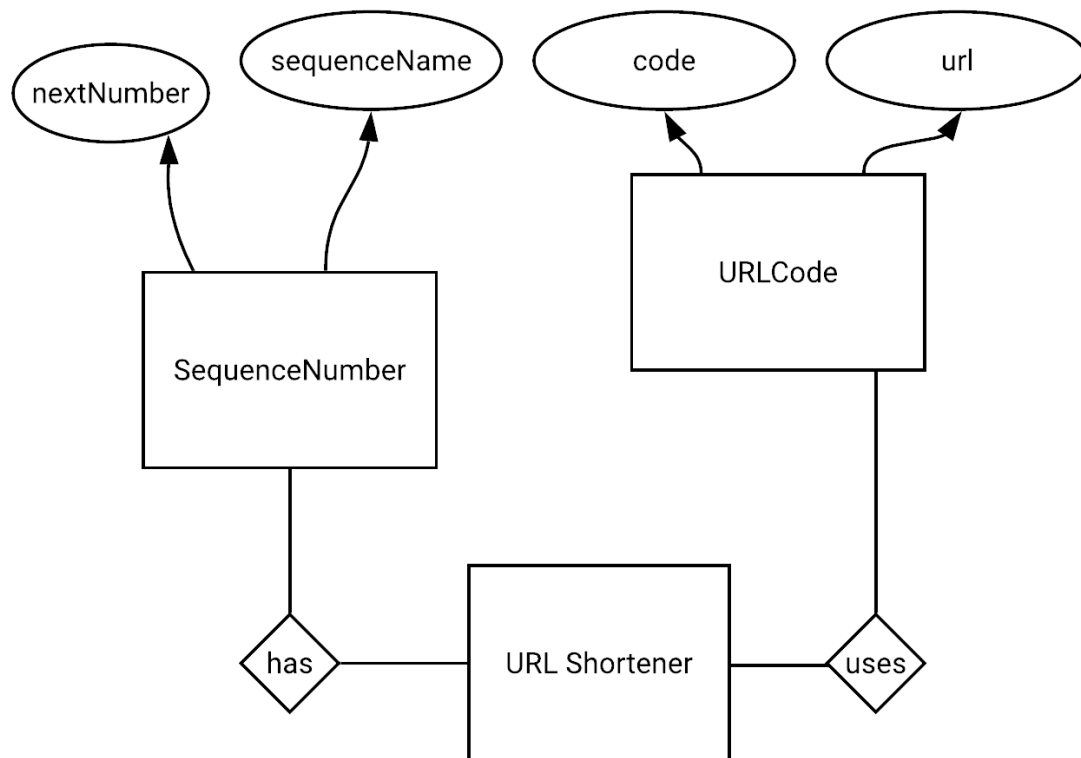 sequenceName
code
url
nextNumber
URLCode
SequenceNumber
has
URL Shortener
uses